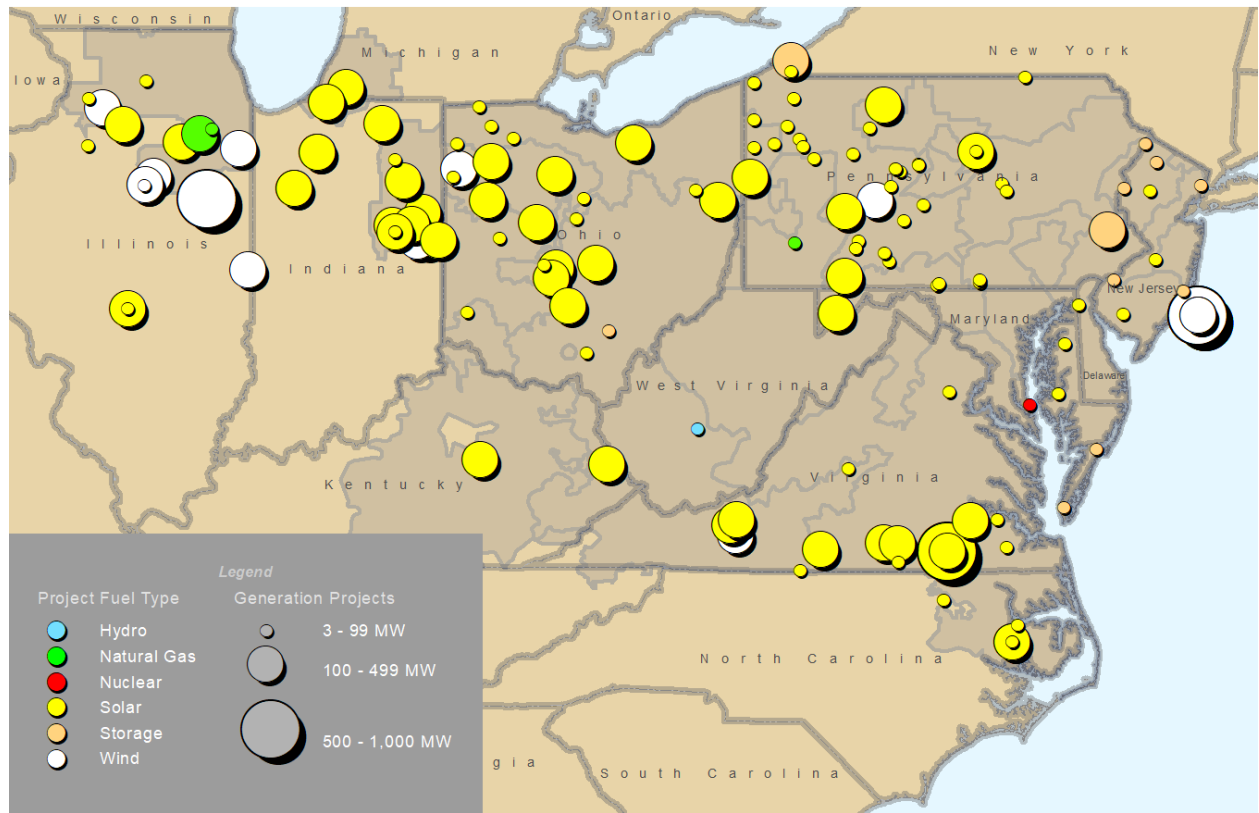 Wisconsin
Ontario
Michigan
New York
Iowa
Pennsylvania
Illinois
Ohio
Indiana
New Jersey
Maryland
West Virginia
Delaware
Virginia
Kentucky
North Carolina
gia
South Carolina
Legend
Project Fuel Type
Hydro
Natural Gas
Nuclear
Solar
Storage
Wind
Generation Projects
3 - 99 MW
100 - 499 MW
500 - 1,000 MW